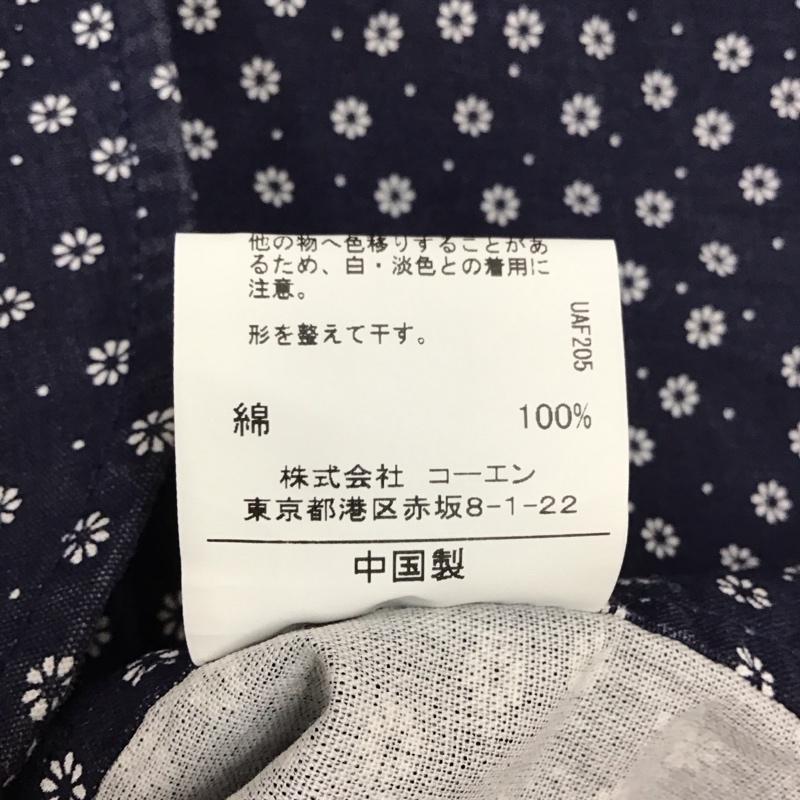 他の物へ色移りすることがあ
るため、白・淡色との着用に
注意。
形を整えて干す。
UAF205
綿 100%
株式会社 コーエン
東京都港区赤坂8-1-22
中国製